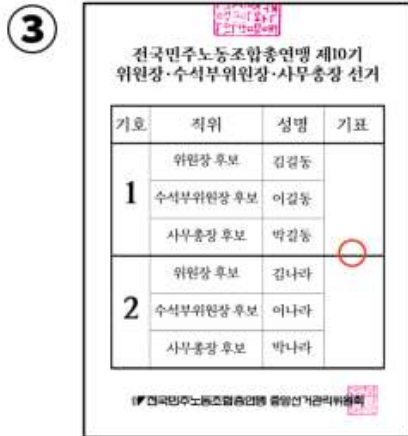 3
전국민주노동조합총연맹 제10기
위원장·수석부위원장·사무총장 선거
기호 직위 성명 기표
1
위원장 후보 김길동
수석부위원장 후보 이길동
사무총장 후보 박길동
2
위원장 후보 김나라
수석부위원장 후보 이나라
사무총장 후보 박나라
전국민주노동조합총연맹 중앙선거관리위원회